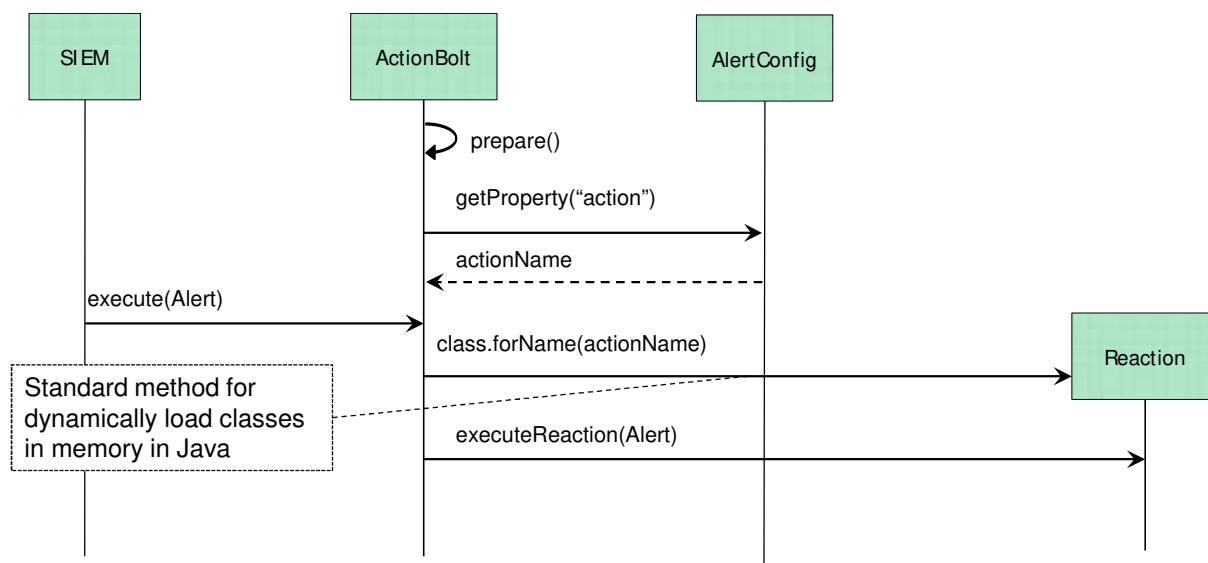 SIEM
ActionBolt
AlertConfig
prepare()
getProperty(“action”)
actionName
execute(Alert)
class.forName(actionName)
Reaction
Standard method for
dynamically load classes
in memory in Java
executeReaction(Alert)